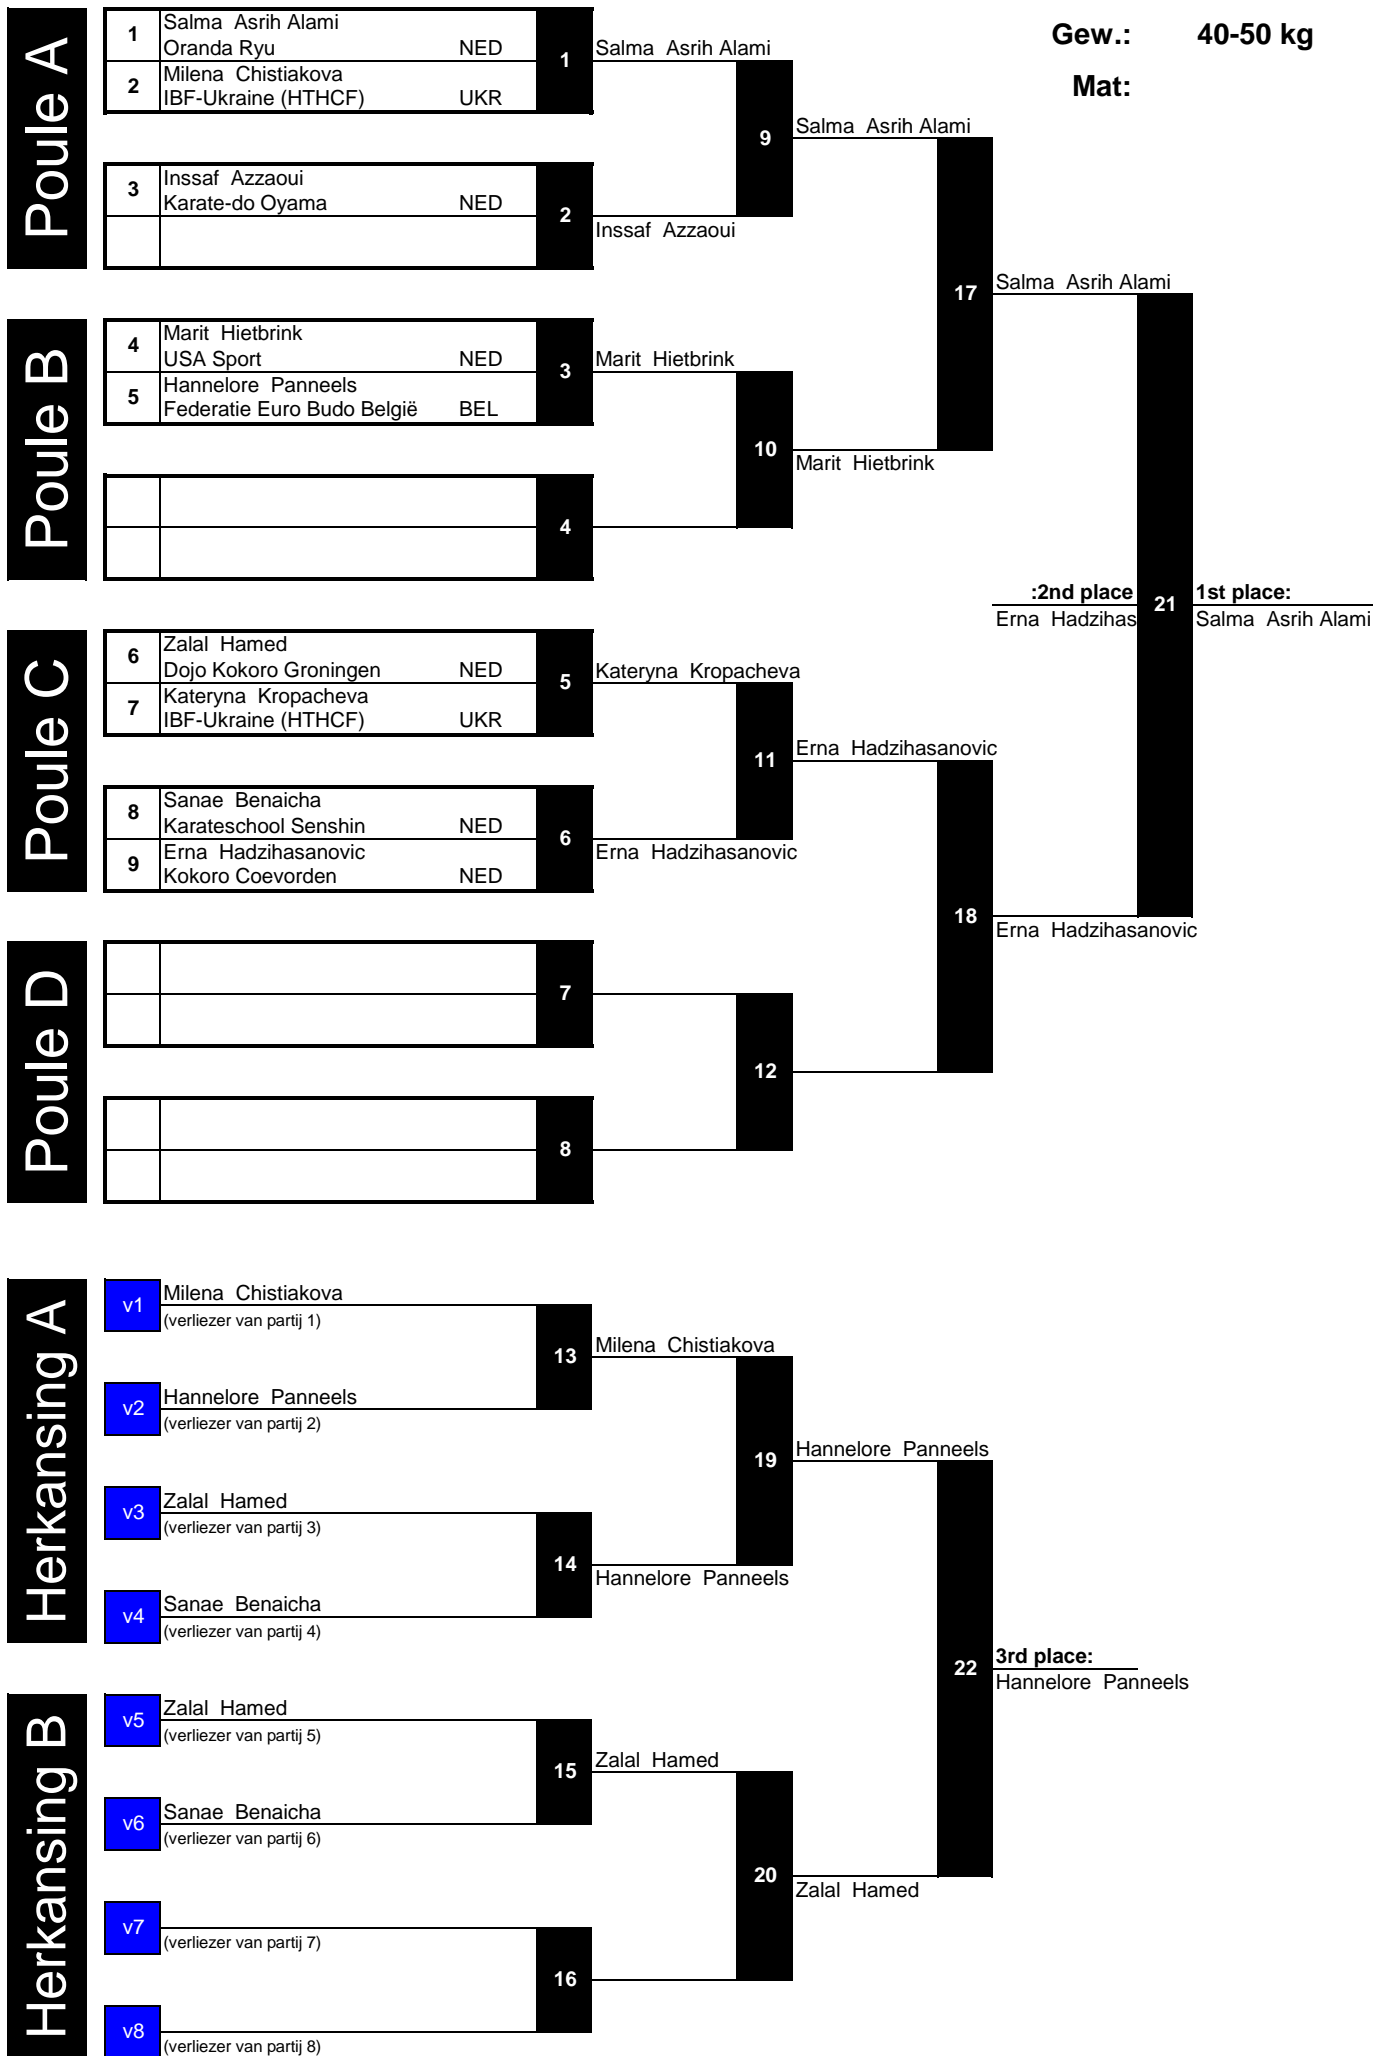 Gew.: 40-50 kg
Mat:
Poule A
1 Salma Asrih Alami
Oranda Ryu NED
2 Milena Chistiakova
IBF-Ukraine (HTHCF) UKR
1
Salma Asrih Alami
3 Inssaf Azzaoui
Karate-do Oyama NED
2
Inssaf Azzaoui
9
Salma Asrih Alami
Poule B
4 Marit Hietbrink
USA Sport NED
5 Hannelore Panneels
Federatie Euro Budo België BEL
3
Marit Hietbrink
4
10
Marit Hietbrink
17
Salma Asrih Alami
Poule C
6 Zalal Hamed
Dojo Kokoro Groningen NED
7 Kateryna Kropacheva
IBF-Ukraine (HTHCF) UKR
5
Kateryna Kropacheva
8 Sanae Benaicha
Karateschool Senshin NED
9 Erna Hadzihasanovic
Kokoro Coevorden NED
6
Erna Hadzihasanovic
11
Erna Hadzihasanovic
Poule D
7
8
12
18
Erna Hadzihasanovic
:2nd place
Erna Hadzihas
21
1st place:
Salma Asrih Alami
Herkansing A
v1 Milena Chistiakova
(verliezer van partij 1)
v2 Hannelore Panneels
(verliezer van partij 2)
13
Milena Chistiakova
v3 Zalal Hamed
(verliezer van partij 3)
v4 Sanae Benaicha
(verliezer van partij 4)
14
Hannelore Panneels
19
Hannelore Panneels
Herkansing B
v5 Zalal Hamed
(verliezer van partij 5)
v6 Sanae Benaicha
(verliezer van partij 6)
15
Zalal Hamed
v7
(verliezer van partij 7)
v8
(verliezer van partij 8)
16
20
Zalal Hamed
22
3rd place:
Hannelore Panneels